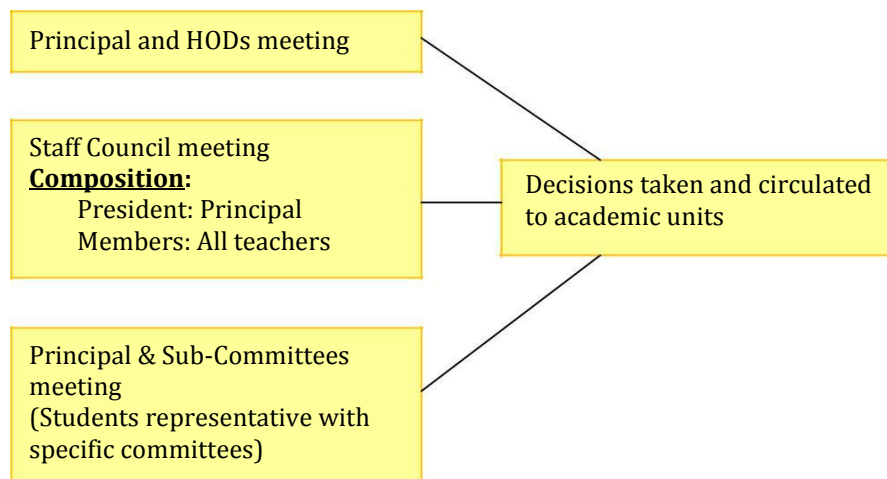 Principal and HODs meeting
Staff Council meeting
Composition:
President: Principal
Members: All teachers
Decisions taken and circulated
to academic units
Principal & Sub-Committees
meeting
(Students representative with
specific committees)